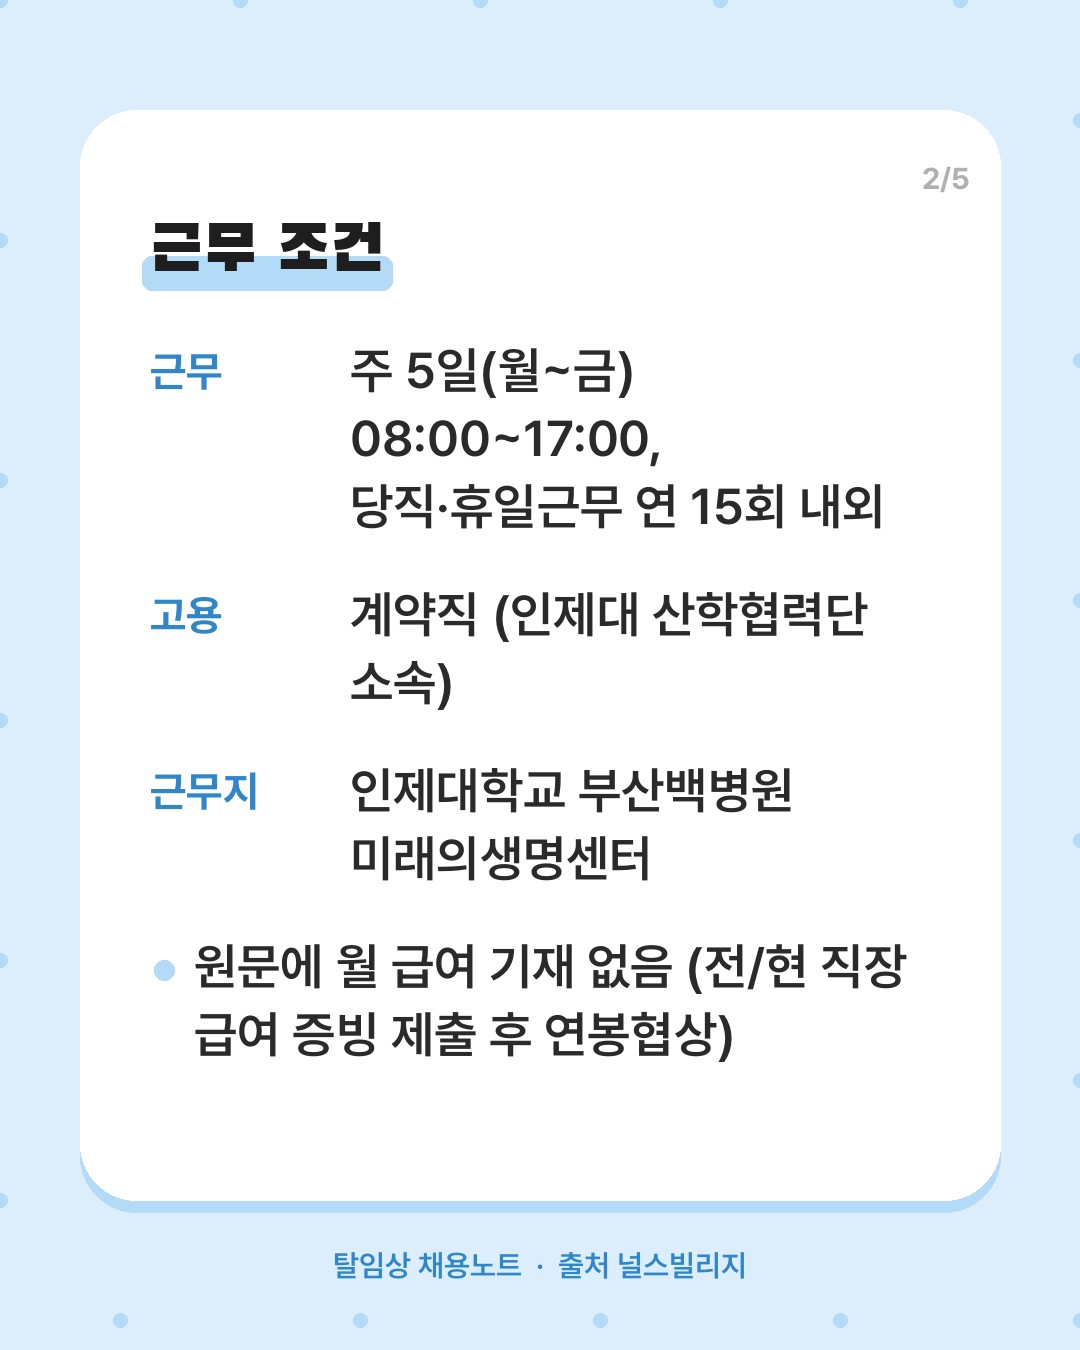 2/5
근무 조건
근무
주 5일(월~금)
08:00~17:00,
당직·휴일근무 연 15회 내외
고용
계약직 (인제대 산학협력단
소속)
근무지
인제대학교 부산백병원
미래의생명센터
원문에 월 급여 기재 없음 (전/현 직장
급여 증빙 제출 후 연봉협상)
탈임상 채용노트 · 출처 널스빌리지